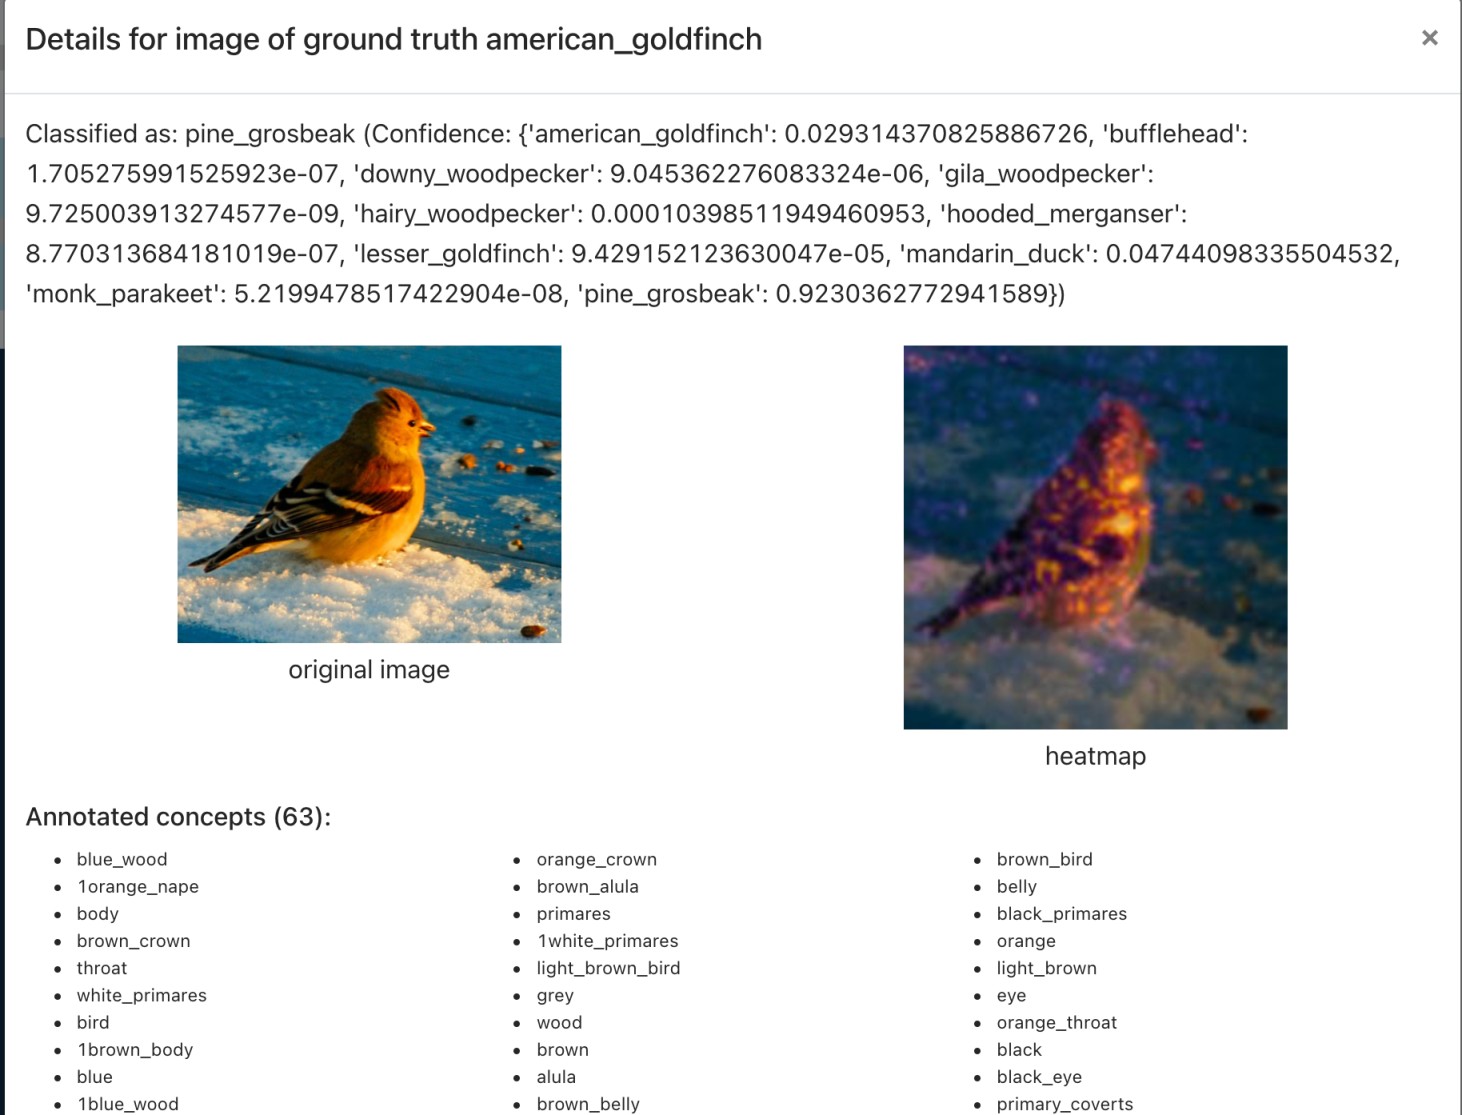 Details for image of ground truth american_goldfinch
×
Classified as: pine_grosbeak (Confidence: {'american_goldfinch': 0.029314370825886726, 'bufflehead':
1.705275991525923e-07, 'downy_woodpecker': 9.045362276083324e-06, 'gila_woodpecker':
9.725003913274577e-09, 'hairy_woodpecker': 0.00010398511949460953, 'hooded_merganser':
8.770313684181019e-07, 'lesser_goldfinch': 9.429152123630047e-05, 'mandarin_duck': 0.04744098335504532,
'monk_parakeet': 5.2199478517422904e-08, 'pine_grosbeak': 0.9230362772941589})
original image
heatmap
Annotated concepts (63):
blue_wood
1orange_nape
body
brown_crown
throat
white_primares
bird
1brown_body
blue
1blue_wood
orange_crown
brown_alula
primares
1white_primares
light_brown_bird
grey
wood
brown
alula
brown_belly
brown_bird
belly
black_primares
orange
light_brown
eye
orange_throat
black
black_eye
primary_coverts